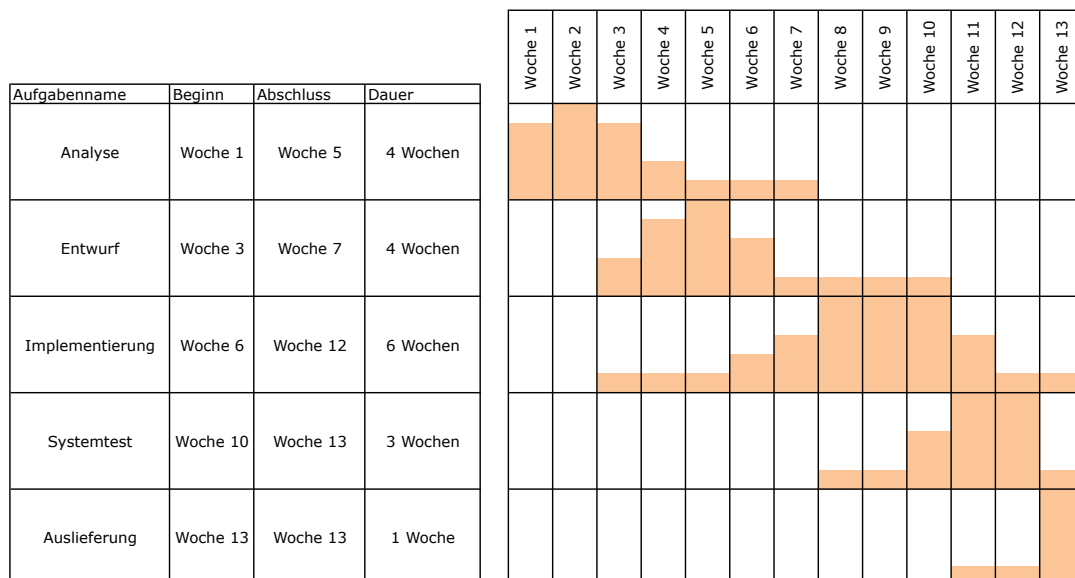 Woche 1 Woche 2 Woche 3 Woche 4 Woche 5 Woche 6 Woche 7 Woche 8 Woche 9 Woche 10 Woche 11 Woche 12 Woche 13
Aufgabenname Beginn Abschluss Dauer
Analyse Woche 1 Woche 5 4 Wochen
Entwurf Woche 3 Woche 7 4 Wochen
Implementierung Woche 6 Woche 12 6 Wochen
Systemtest Woche 10 Woche 13 3 Wochen
Auslieferung Woche 13 Woche 13 1 Woche